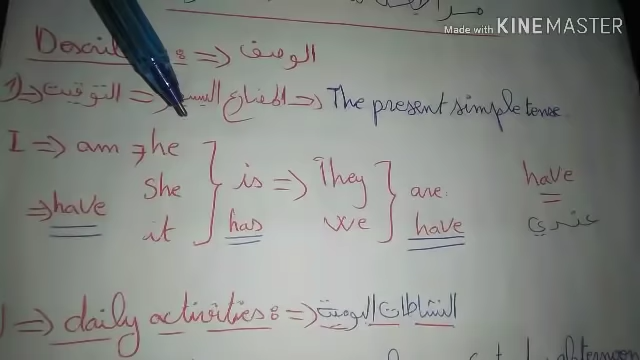 Made with KINEMASTER
الوصف <= :
1) <= التوقيت = المضارع => The present simple tense
I => am => he
She
it
is
has
=> They
We
are.
have
=> have
have
=
عندي
=> daily activities : => النشاطات اليومية